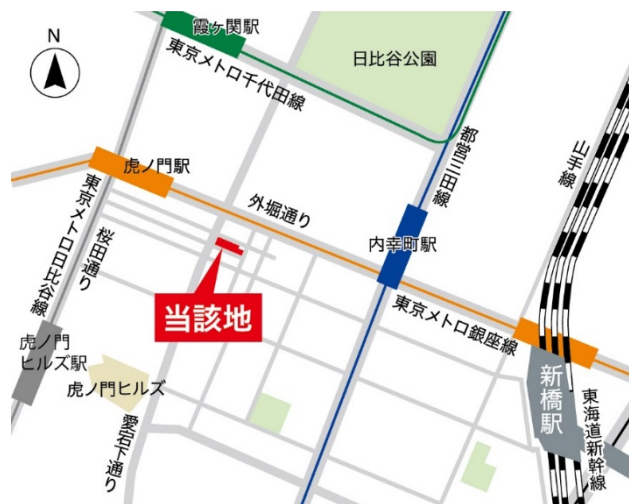 霞ヶ関駅
N
東京メトロ千代田線
日比谷公園
都営三田線
山手線
虎ノ門駅
外堀通り
東京メトロ日比谷線
桜田通り
内幸町駅
当該地
東京メトロ銀座線
虎ノ門
ヒルズ駅
虎ノ門ヒルズ
新橋駅
愛宕下通り
東海道新幹線